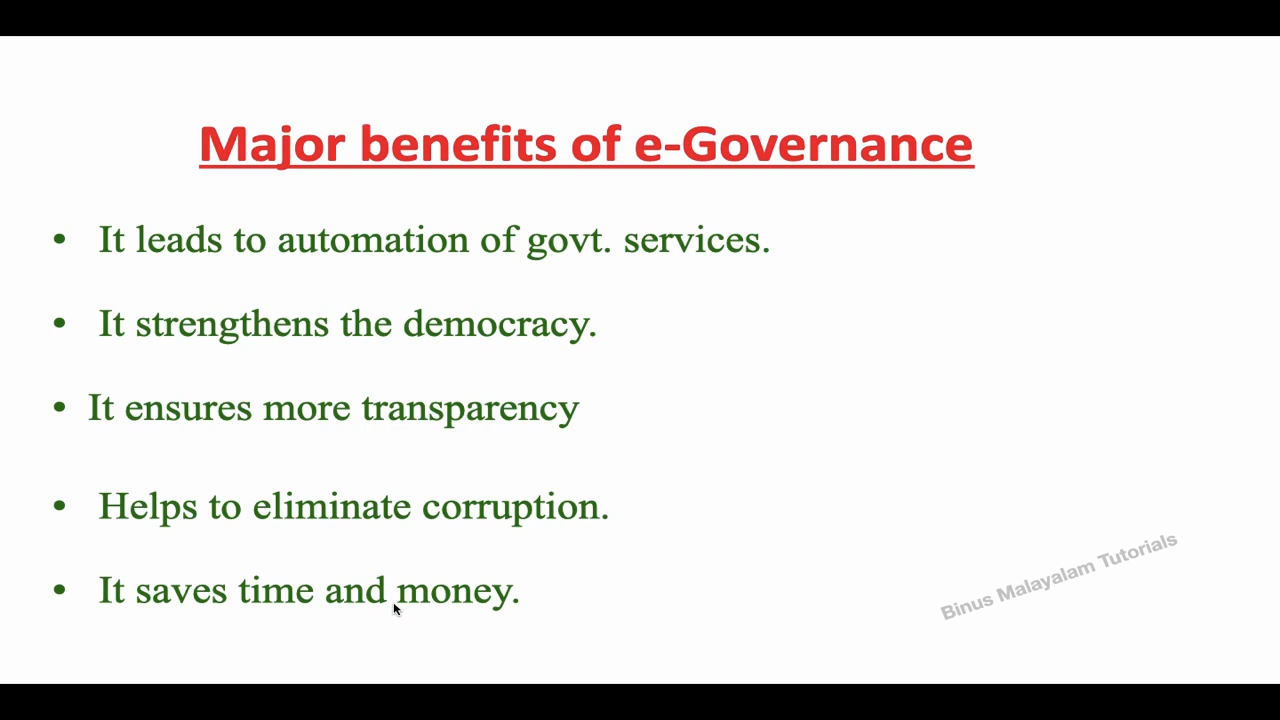 Major benefits of e-Governance
• It leads to automation of govt. services.
• It strengthens the democracy.
• It ensures more transparency
• Helps to eliminate corruption.
• It saves time and money.
Binus Malayalam Tutorials